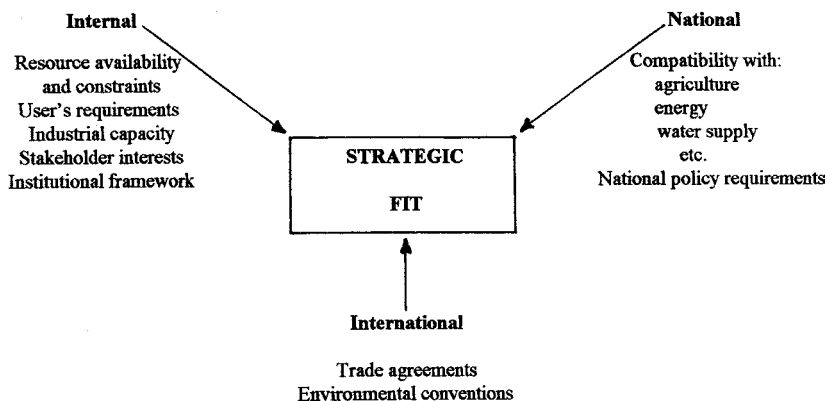 Internal
Resource availability
and constraints
User's requirements
Industrial capacity
Stakeholder interests
Institutional framework
National
Compatibility with:
agriculture
energy
water supply
etc.
National policy requirements
STRATEGIC
FIT
International
Trade agreements
Environmental conventions